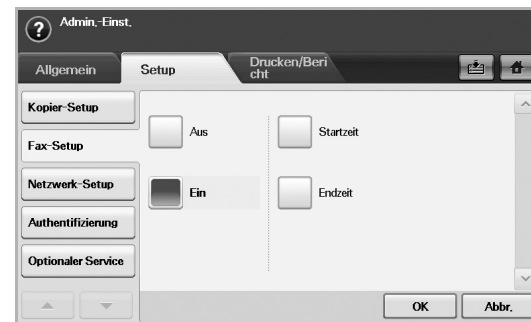 Admin.-Einst.
Allgemein
Setup
Drucken/Beri
cht
Kopier-Setup
Fax-Setup
Netzwerk-Setup
Authentifizierung
Optionaler Service
Aus
Startzeit
Ein
Endzeit
OK
Abbr.